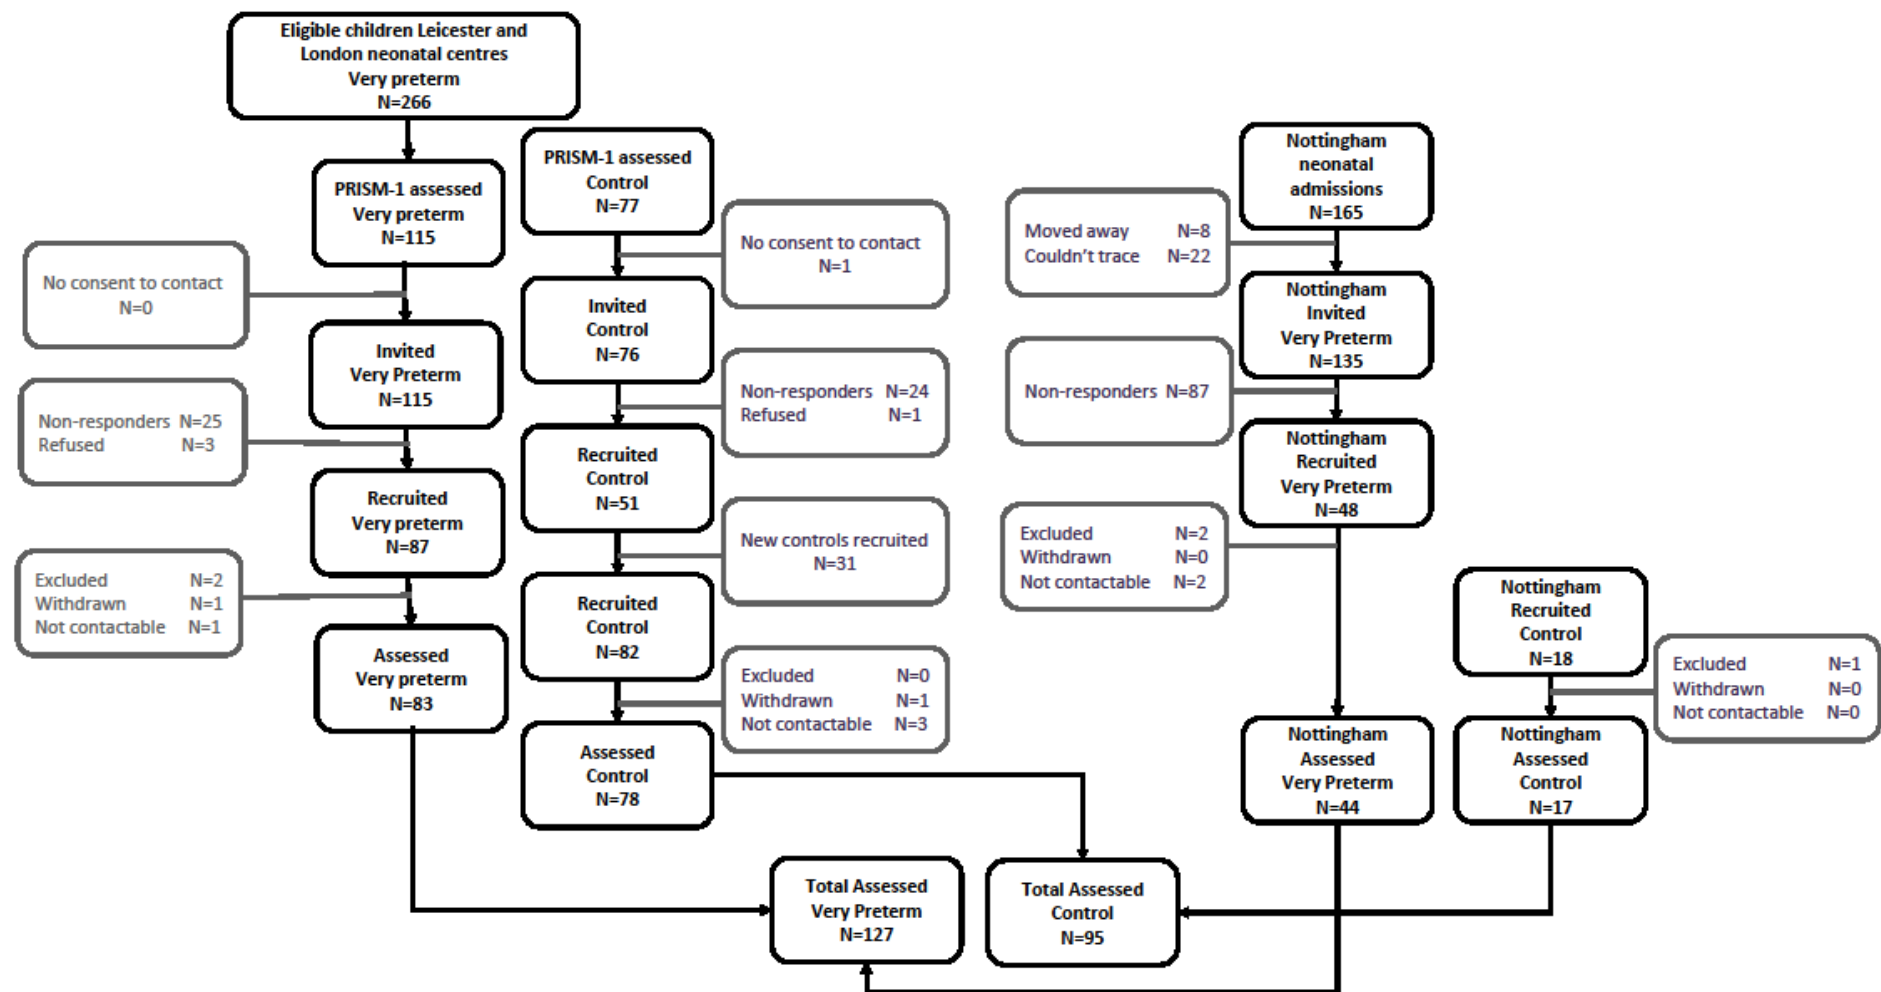 Eligible children Leicester and
London neonatal centres
Very preterm
N=266
PRISM-1 assessed
Very preterm
N=115
No consent to contact
N=0
Invited
Very Preterm
N=115
Non-responders N=25
Refused N=3
Recruited
Very preterm
N=87
Excluded N=2
Withdrawn N=1
Not contactable N=1
Assessed
Very preterm
N=83
PRISM-1 assessed
Control
N=77
No consent to contact
N=1
Invited
Control
N=76
Non-responders N=24
Refused N=1
Recruited
Control
N=51
New controls recruited
N=31
Recruited
Control
N=82
Excluded N=0
Withdrawn N=1
Not contactable N=3
Assessed
Control
N=78
Nottingham
neonatal
admissions
N=165
Moved away N=8
Couldn't trace N=22
Nottingham
Invited
Very Preterm
N=135
Non-responders N=87
Nottingham
Recruited
Very Preterm
N=48
Excluded N=2
Withdrawn N=0
Not contactable N=2
Nottingham
Assessed
Very Preterm
N=44
Nottingham
Recruited
Control
N=18
Excluded N=1
Withdrawn N=0
Not contactable N=0
Nottingham
Assessed
Control
N=17
Total Assessed
Very Preterm
N=127
Total Assessed
Control
N=95